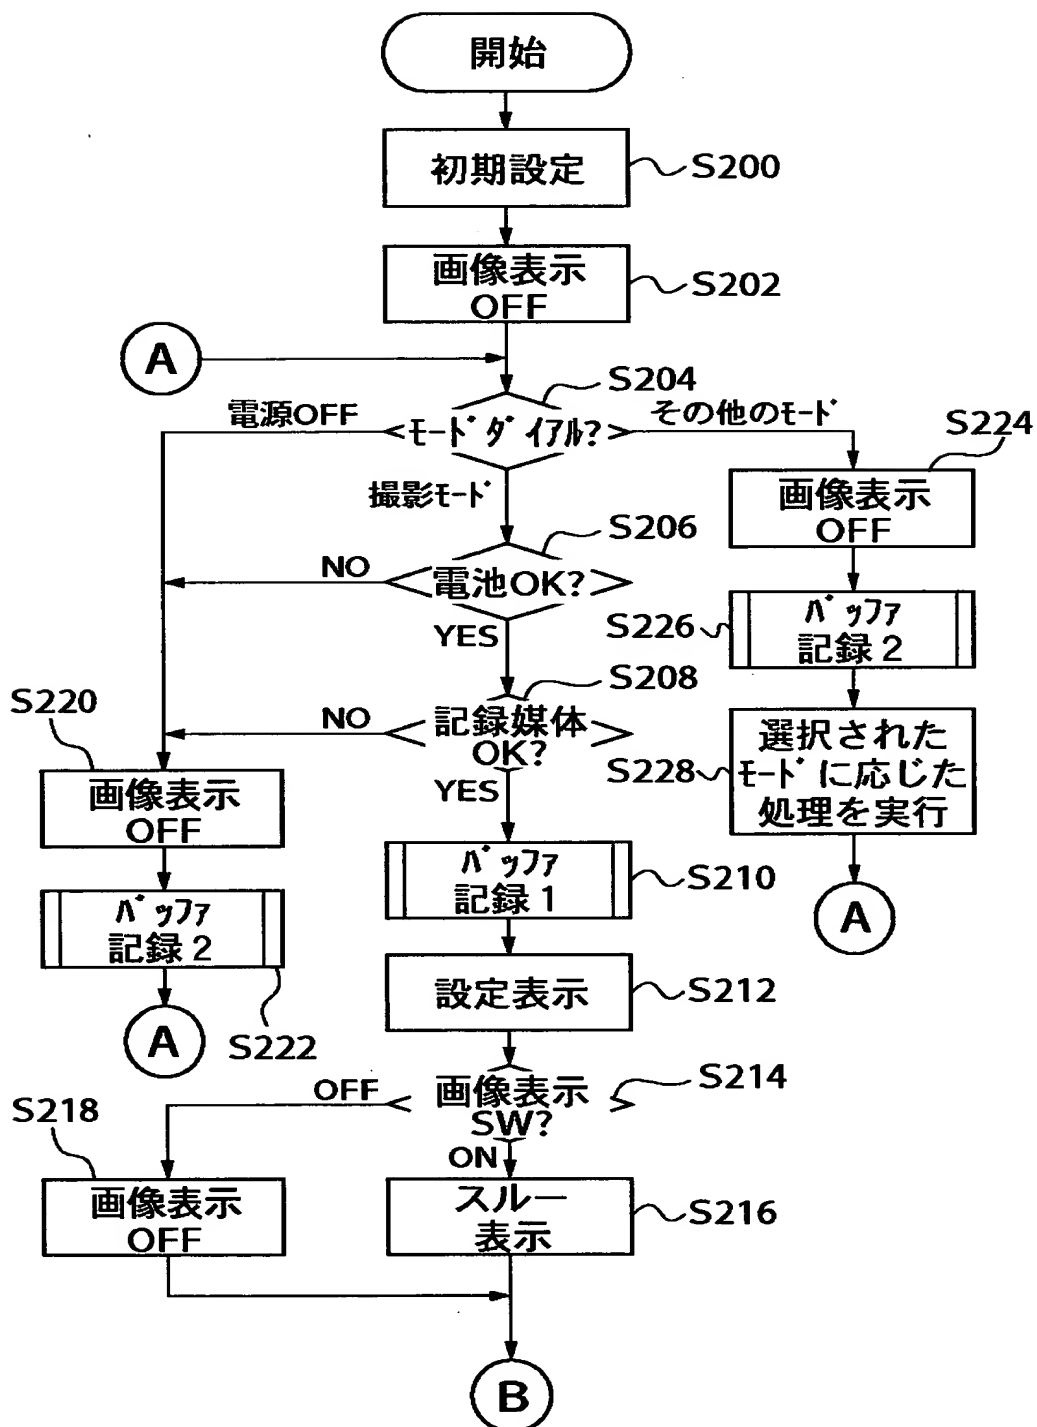 開始
初期設定
S200
画像表示
OFF
S202
A
S204
電源OFF
ﾓｰﾄﾞﾀﾞｲｱﾙ?
その他のﾓｰﾄﾞ
S224
撮影ﾓｰﾄﾞ
画像表示
OFF
S206
NO
電池OK?
YES
S226
ﾊﾞｯﾌｧ
記録2
S208
S220
NO
記録媒体
OK?
YES
S228
選択された
ﾓｰﾄﾞに応じた
処理を実行
画像表示
OFF
ﾊﾞｯﾌｧ
記録1
S210
A
ﾊﾞｯﾌｧ
記録2
設定表示
S212
A
S222
OFF
画像表示
SW?
S214
S218
ON
画像表示
OFF
スルー
表示
S216
B